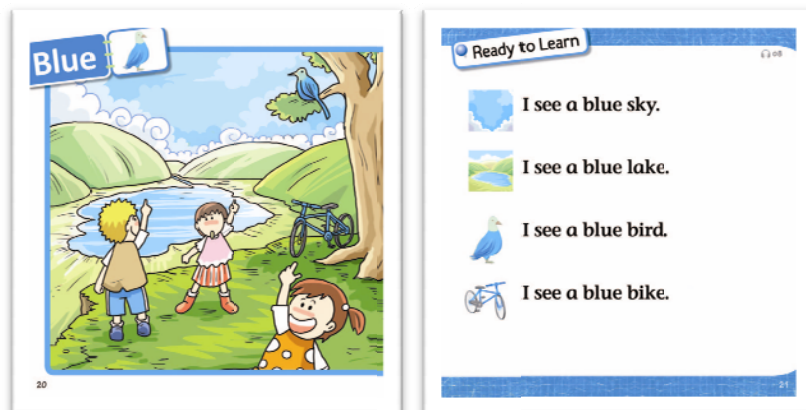 Blue
20
Ready to Learn
08
I see a blue sky.
I see a blue lake.
I see a blue bird.
I see a blue bike.
21